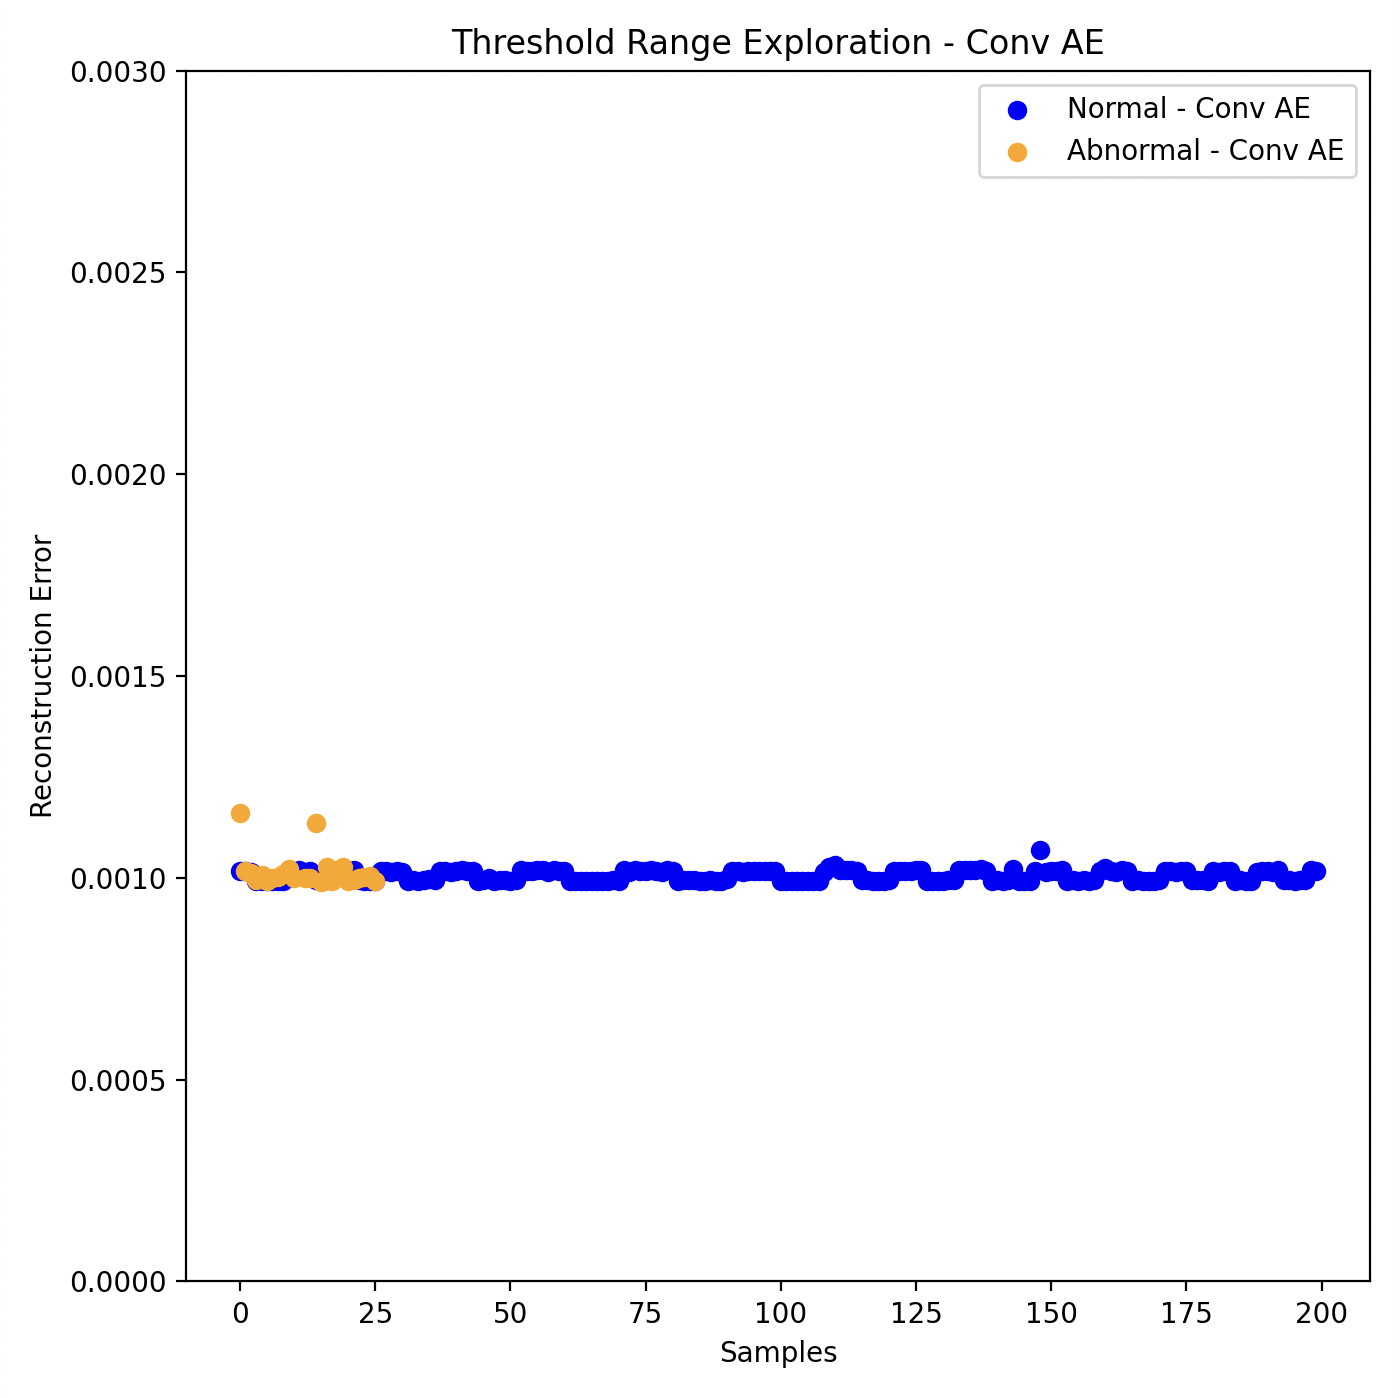 Threshold Range Exploration - Conv AE
Normal - Conv AE
Abnormal - Conv AE
Reconstruction Error
0.0030
0.0025
0.0020
0.0015
0.0010
0.0005
0.0000
0 25 50 75 100 125 150 175 200
Samples